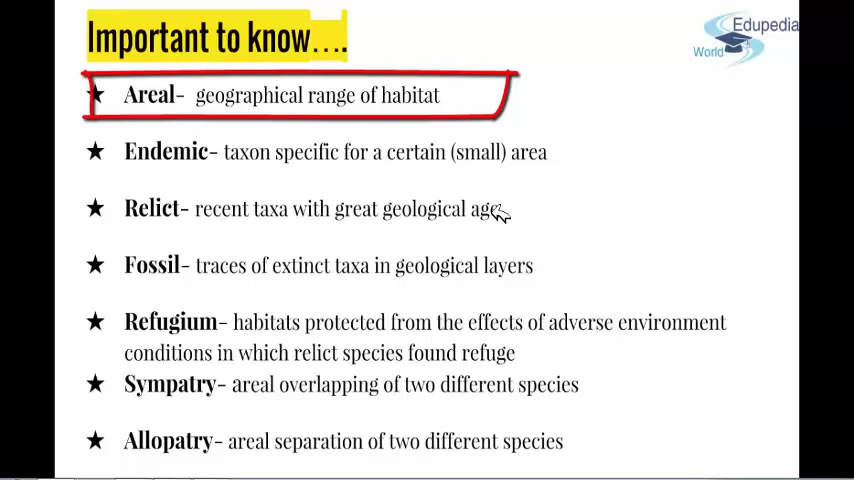 Important to know....
Edupedia
World
★ Areal- geographical range of habitat
★ Endemic- taxon specific for a certain (small) area
★ Relict- recent taxa with great geological age
★ Fossil- traces of extinct taxa in geological layers
★ Refugium- habitats protected from the effects of adverse environment
conditions in which relict species found refuge
★ Sympatry- areal overlapping of two different species
★ Allopatry- areal separation of two different species